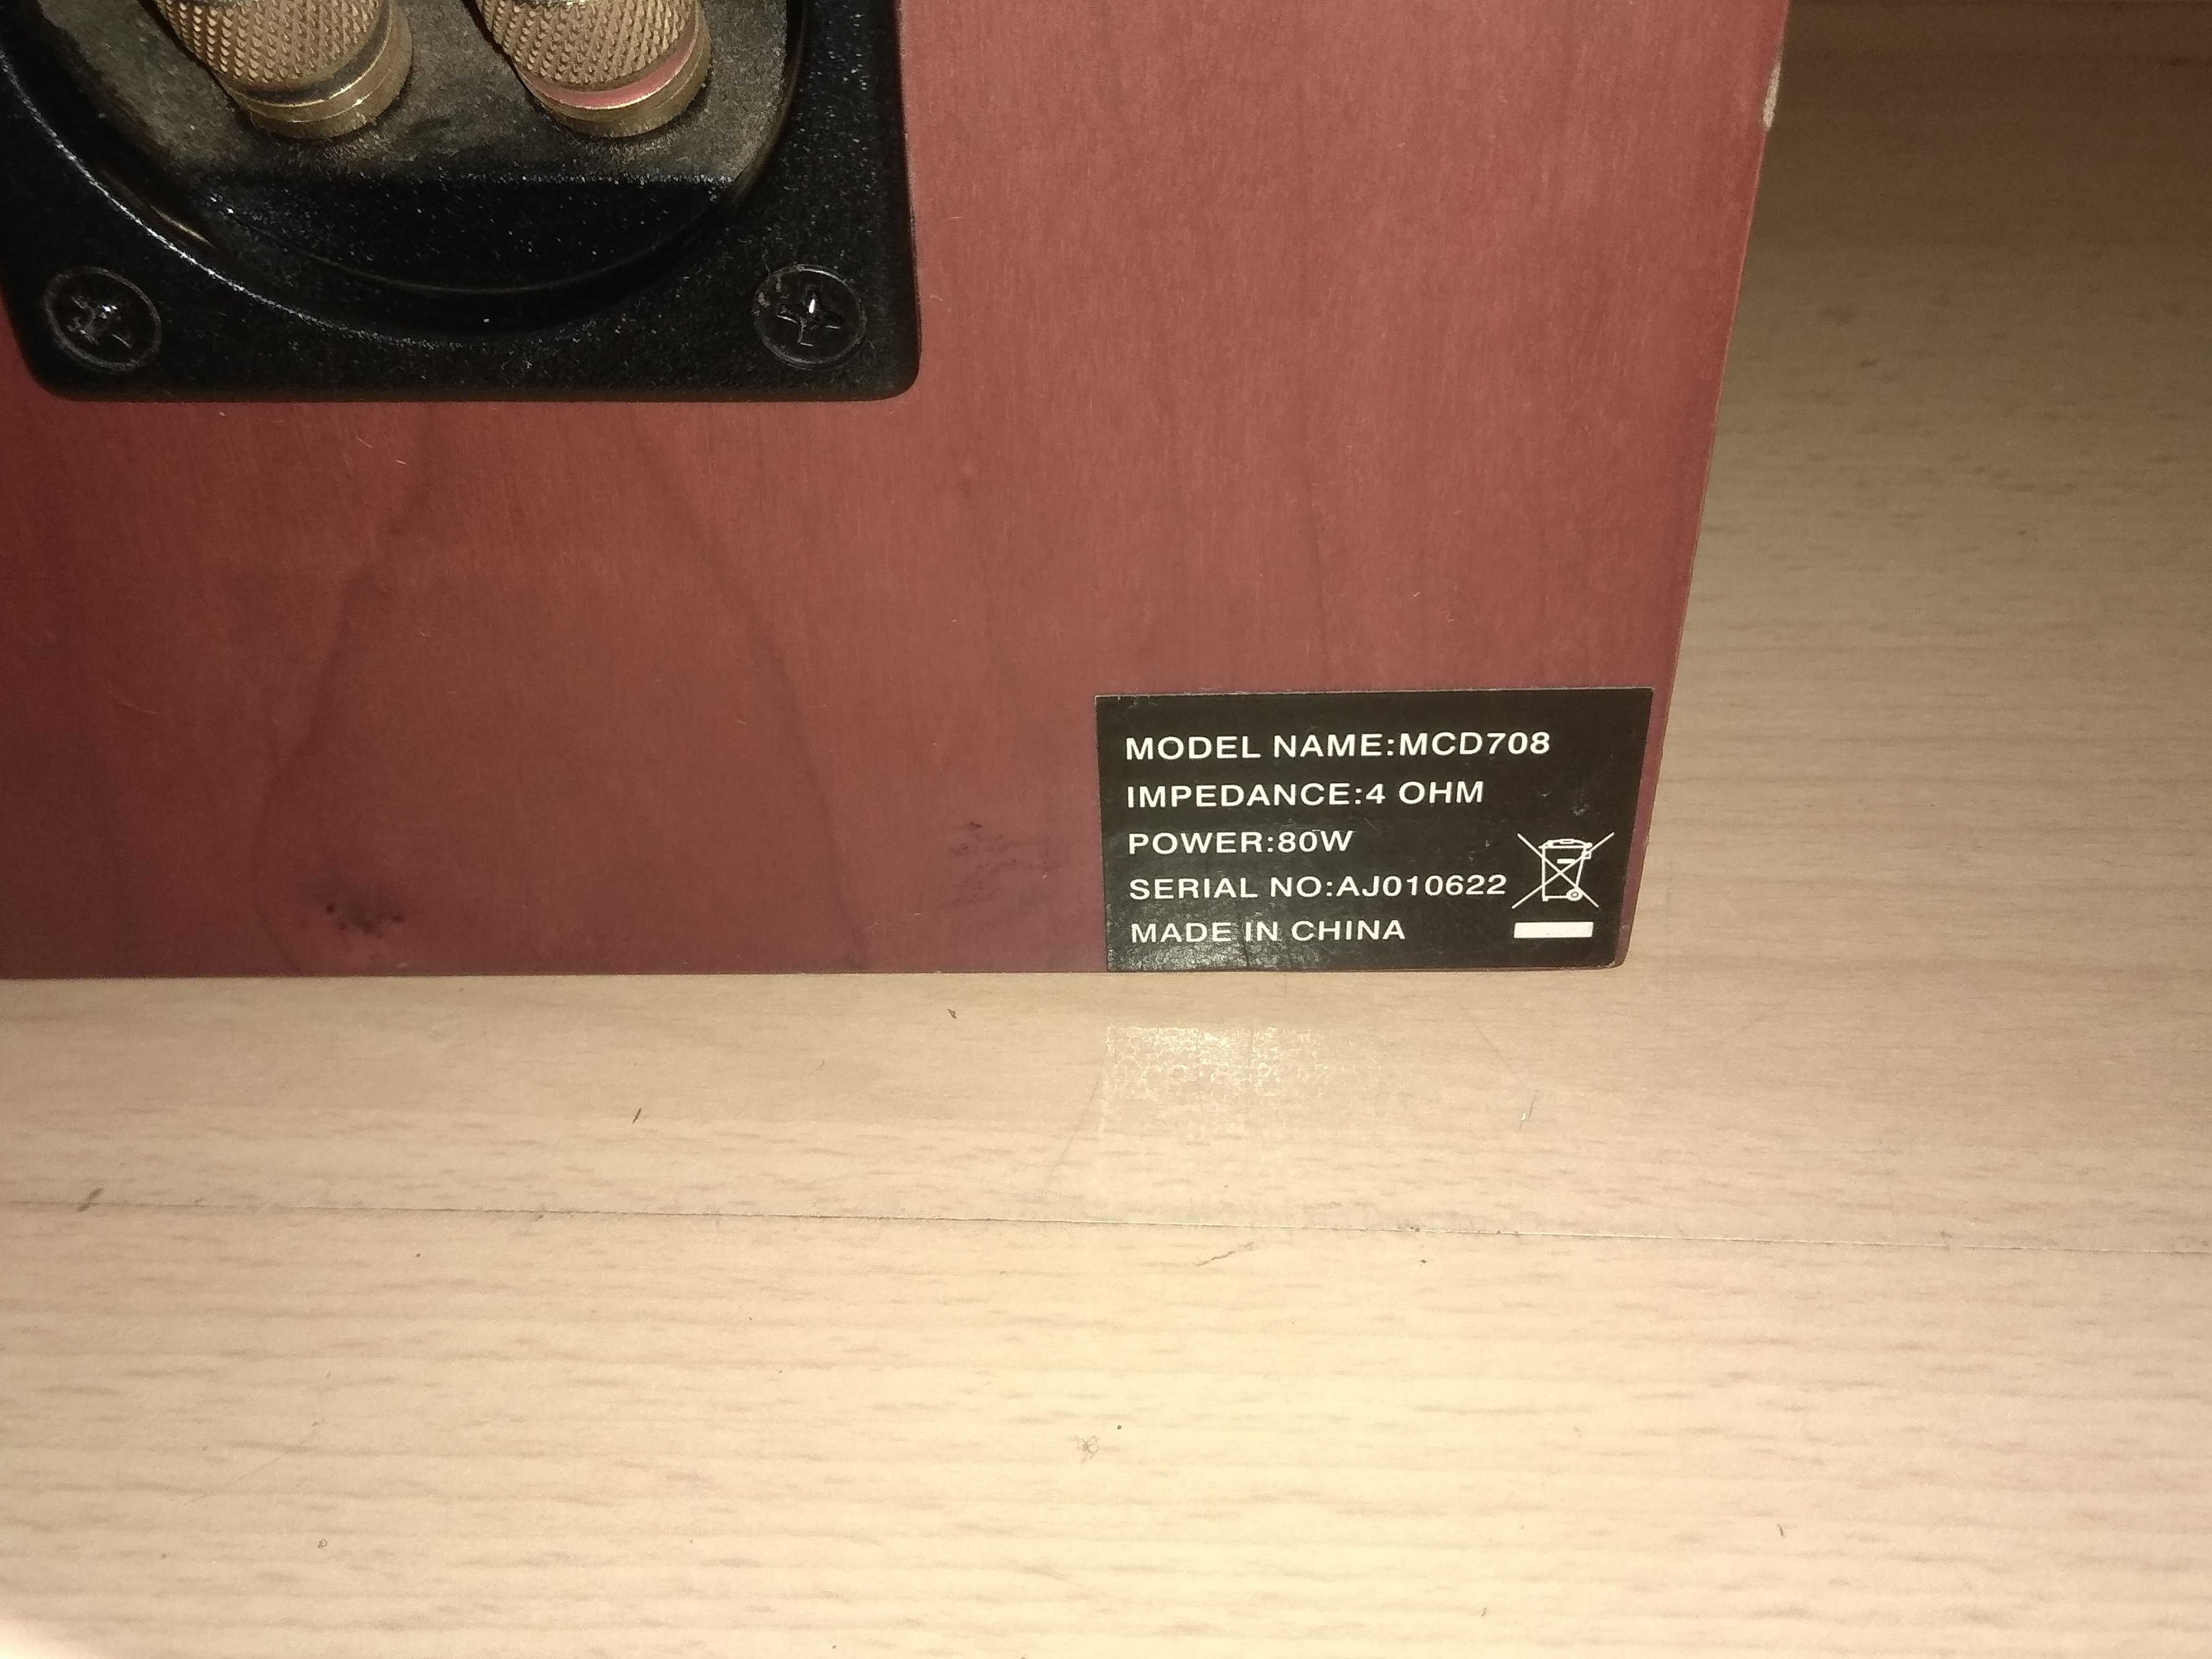 MODEL NAME:MCD708
IMPEDANCE:4 OHM
POWER:80W
SERIAL NO:AJ010622
MADE IN CHINA